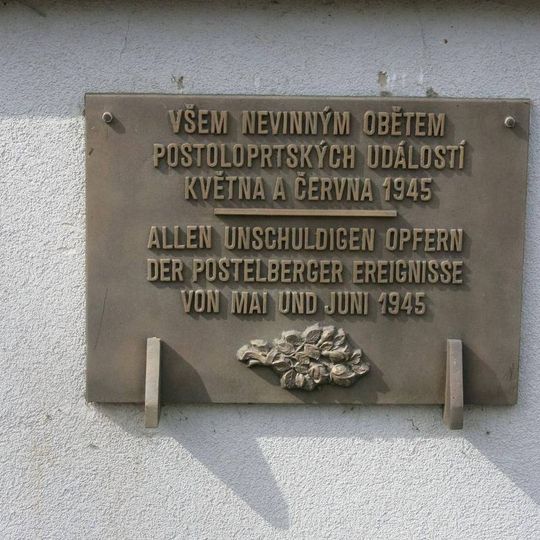 VŠEM NEVINNÝM OBĚTEM
POSTOLOPRTSKÝCH UDÁLOSTÍ
KVĚTNA A ČERVNA 1945
ALLEN UNSCHULDIGEN OPFERN
DER POSTELBERGER EREIGNISSE
VON MAI UND JUNI 1945